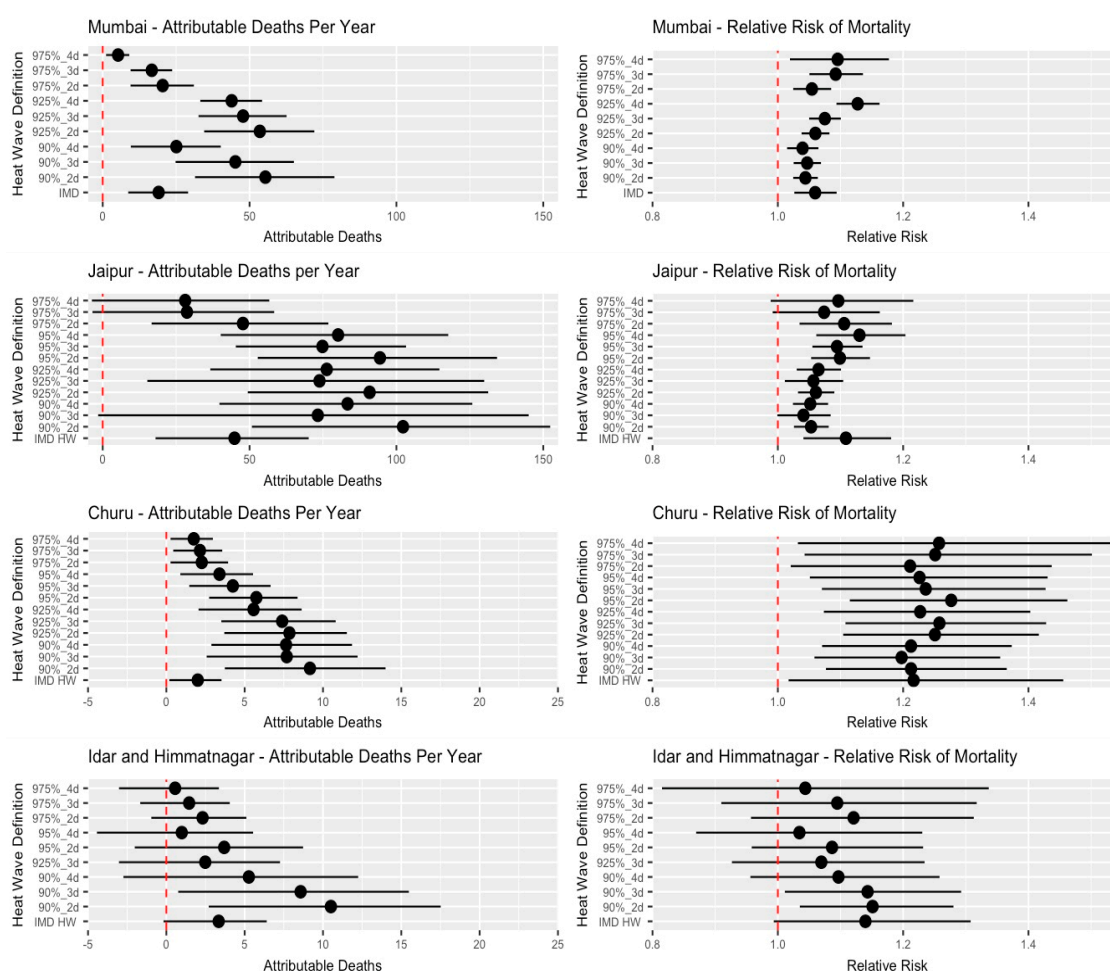 Mumbai - Attributable Deaths Per Year
Heat Wave Definition
975%_4d
975%_3d
975%_2d
925%_4d
925%_3d
925%_2d
90%_4d
90%_3d
90%_2d
IMD
0 50 100 150
Attributable Deaths
Mumbai - Relative Risk of Mortality
Heat Wave Definition
975%_4d
975%_3d
975%_2d
925%_4d
925%_3d
925%_2d
90%_4d
90%_3d
90%_2d
IMD
0.8 1.0 1.2 1.4
Relative Risk
Jaipur - Attributable Deaths per Year
Heat Wave Definition
975%_4d
975%_3d
975%_2d
95%_4d
95%_3d
95%_2d
925%_4d
925%_3d
925%_2d
90%_4d
90%_3d
90%_2d
IMD HW
0 50 100 150
Attributable Deaths
Jaipur - Relative Risk of Mortality
Heat Wave Definition
975%_4d
975%_3d
975%_2d
95%_4d
95%_3d
95%_2d
925%_4d
925%_3d
925%_2d
90%_4d
90%_3d
90%_2d
IMD HW
0.8 1.0 1.2 1.4
Relative Risk
Churu - Attributable Deaths Per Year
Heat Wave Definition
975%_4d
975%_3d
975%_2d
95%_4d
95%_3d
95%_2d
925%_4d
925%_3d
925%_2d
90%_4d
90%_3d
90%_2d
IMD HW
-5 0 5 10 15 20 25
Attributable Deaths
Churu - Relative Risk of Mortality
Heat Wave Definition
975%_4d
975%_3d
975%_2d
95%_4d
95%_3d
95%_2d
925%_4d
925%_3d
925%_2d
90%_4d
90%_3d
90%_2d
IMD HW
0.8 1.0 1.2 1.4
Relative Risk
Idar and Himmatnagar - Attributable Deaths Per Year
Heat Wave Definition
975%_4d
975%_3d
975%_2d
95%_4d
95%_2d
925%_3d
90%_4d
90%_3d
90%_2d
IMD HW
-5 0 5 10 15 20 25
Attributable Deaths
Idar and Himmatnagar - Relative Risk of Mortality
Heat Wave Definition
975%_4d
975%_3d
975%_2d
95%_4d
95%_2d
925%_3d
90%_4d
90%_3d
90%_2d
IMD HW
0.8 1.0 1.2 1.4
Relative Risk